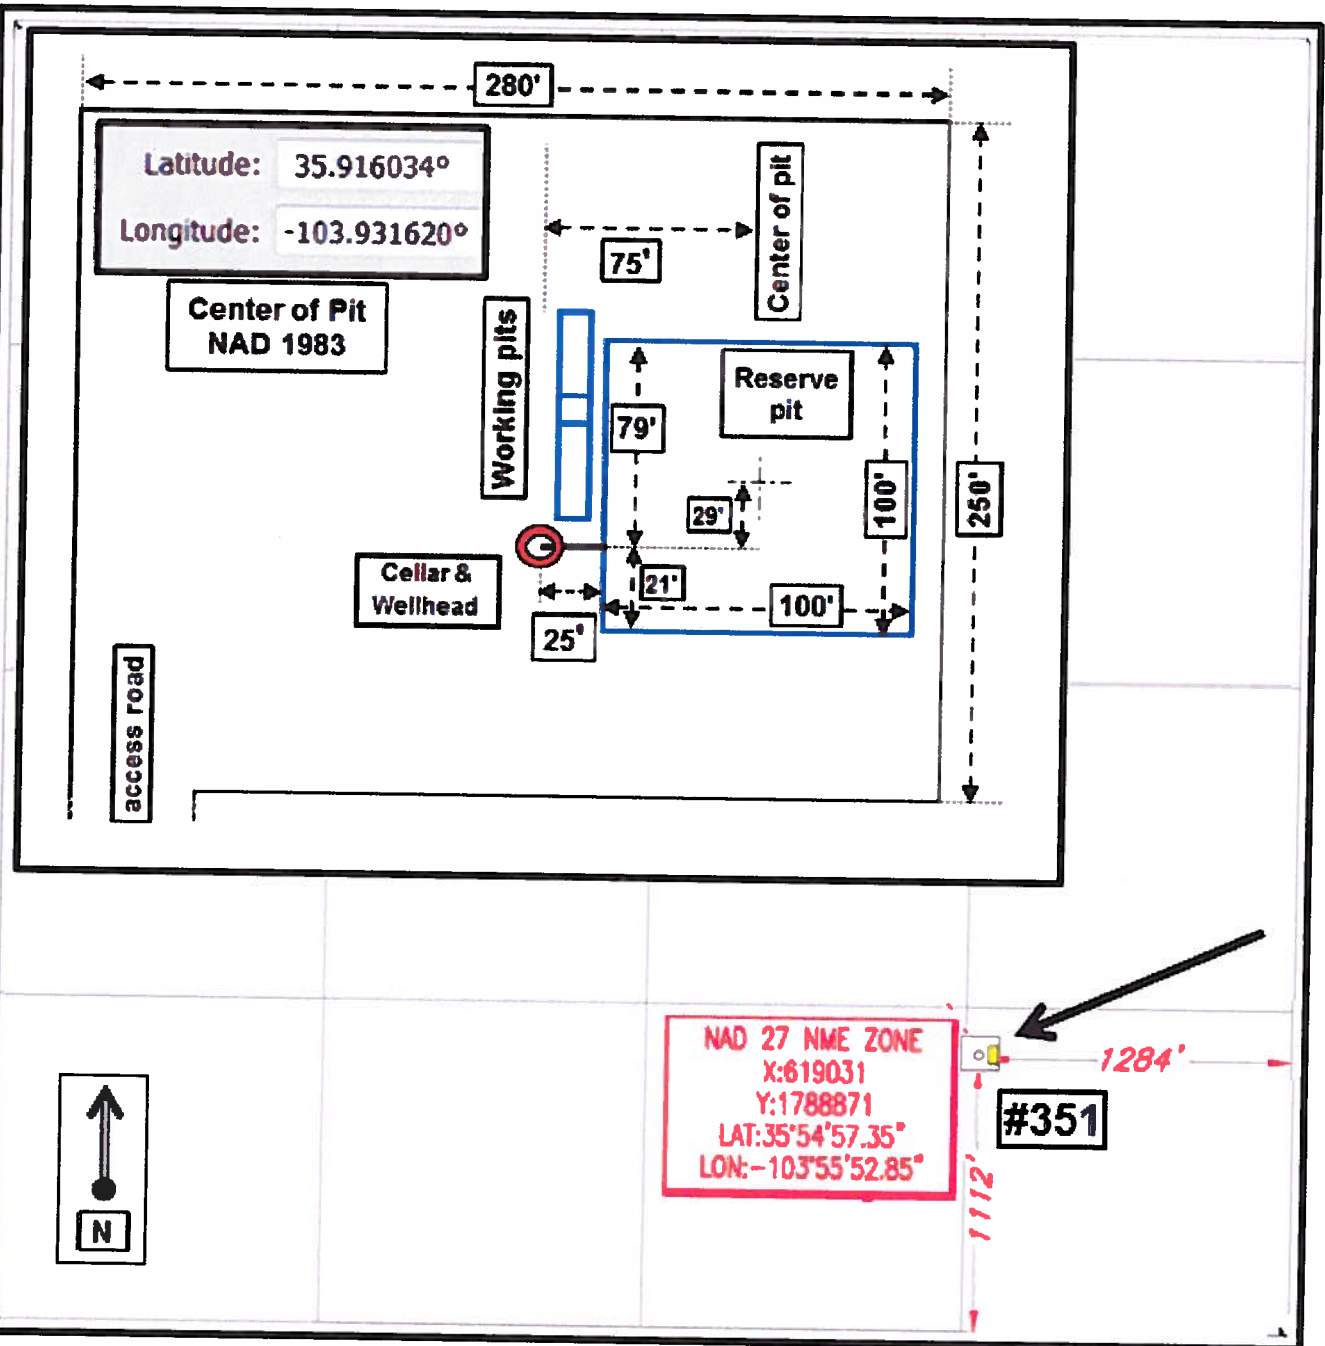 280'
Latitude: 35.916034°
Longitude: -103.931620°
Center of Pit
NAD 1983
75'
Center of pit
Working pits
Reserve
pit
79'
100'
250'
29'
Cellar &
Wellhead
21'
100'
25'
access road
NAD 27 NME ZONE
X:619031
Y:1788871
LAT:35°54'57.35"
LON:-103°55'52.85"
1284'
#351
1112'
N